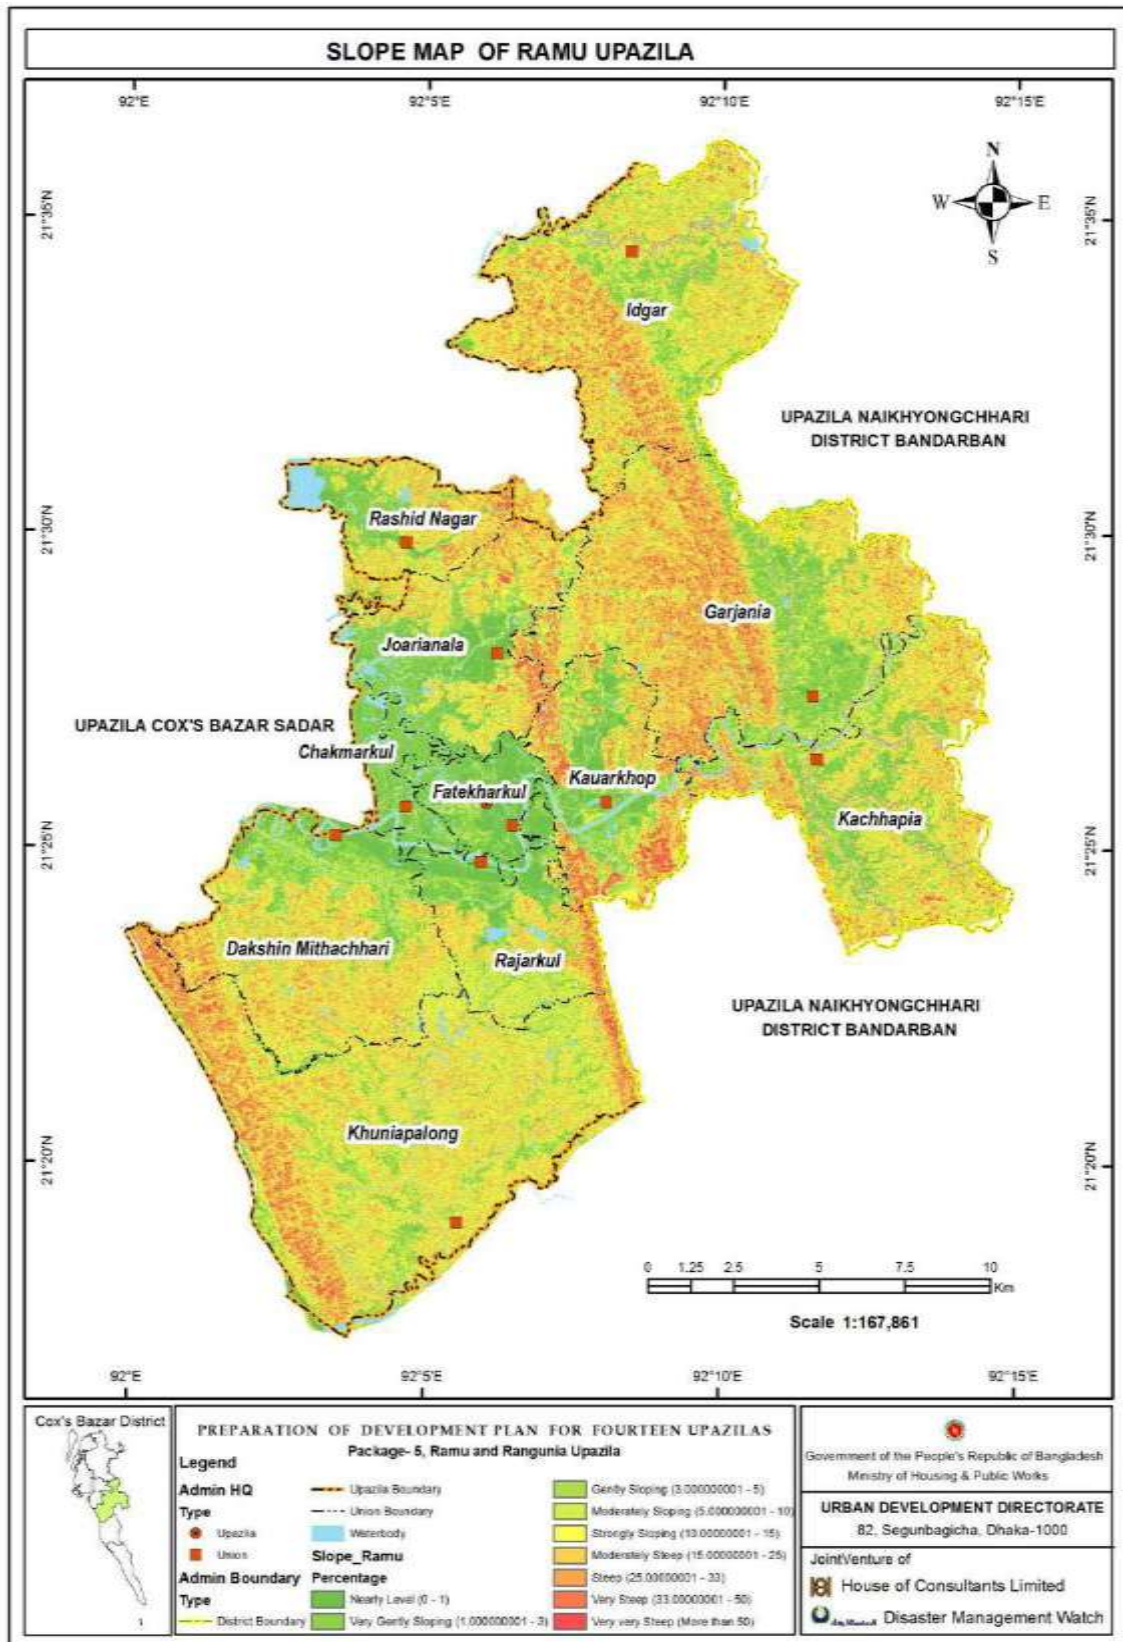 SLOPE MAP OF RAMU UPAZILA
92°E 92°5'E 92°10'E 92°15'E
N
W E
S
21°35'N 21°35'N
Idgar
UPAZILA NAIKHYONGCHHARI
DISTRICT BANDARBAN
Rashid Nagar
21°30'N 21°30'N
Garjania
Joarianala
UPAZILA COX'S BAZAR SADAR
Chakmarkul
Kauarkhop
Fatekharkul
Kachhapia
21°25'N 21°25'N
Dakshin Mithachhari
Rajarkul
UPAZILA NAIKHYONGCHHARI
DISTRICT BANDARBAN
Khuniapalong
21°20'N 21°20'N
0 1.25 2.5 5 7.5 10
Km
Scale 1:167,861
92°E 92°5'E 92°10'E 92°15'E
Cox's Bazar District
PREPARATION OF DEVELOPMENT PLAN FOR FOURTEEN UPAZILAS
Package- 5, Ramu and Rangunia Upazila
Legend
Admin HQ
Type
Upazila
Union
Admin Boundary
Type
District Boundary
Upazila Boundary
Union Boundary
Waterbody
Slope_Ramu
Percentage
Nearly Level (0 - 1)
Very Gently Sloping (1.000000001 - 3)
Gently Sloping (3.000000001 - 5)
Moderately Sloping (5.000000001 - 10)
Strongly Sloping (10.00000001 - 15)
Moderately Steep (15.00000001 - 25)
Steep (25.00000001 - 33)
Very Steep (33.00000001 - 50)
Very very Steep (More than 50)
Government of the People's Republic of Bangladesh
Ministry of Housing & Public Works
URBAN DEVELOPMENT DIRECTORATE
82, Segunbagicha, Dhaka-1000
JointVenture of
House of Consultants Limited
Disaster Management Watch